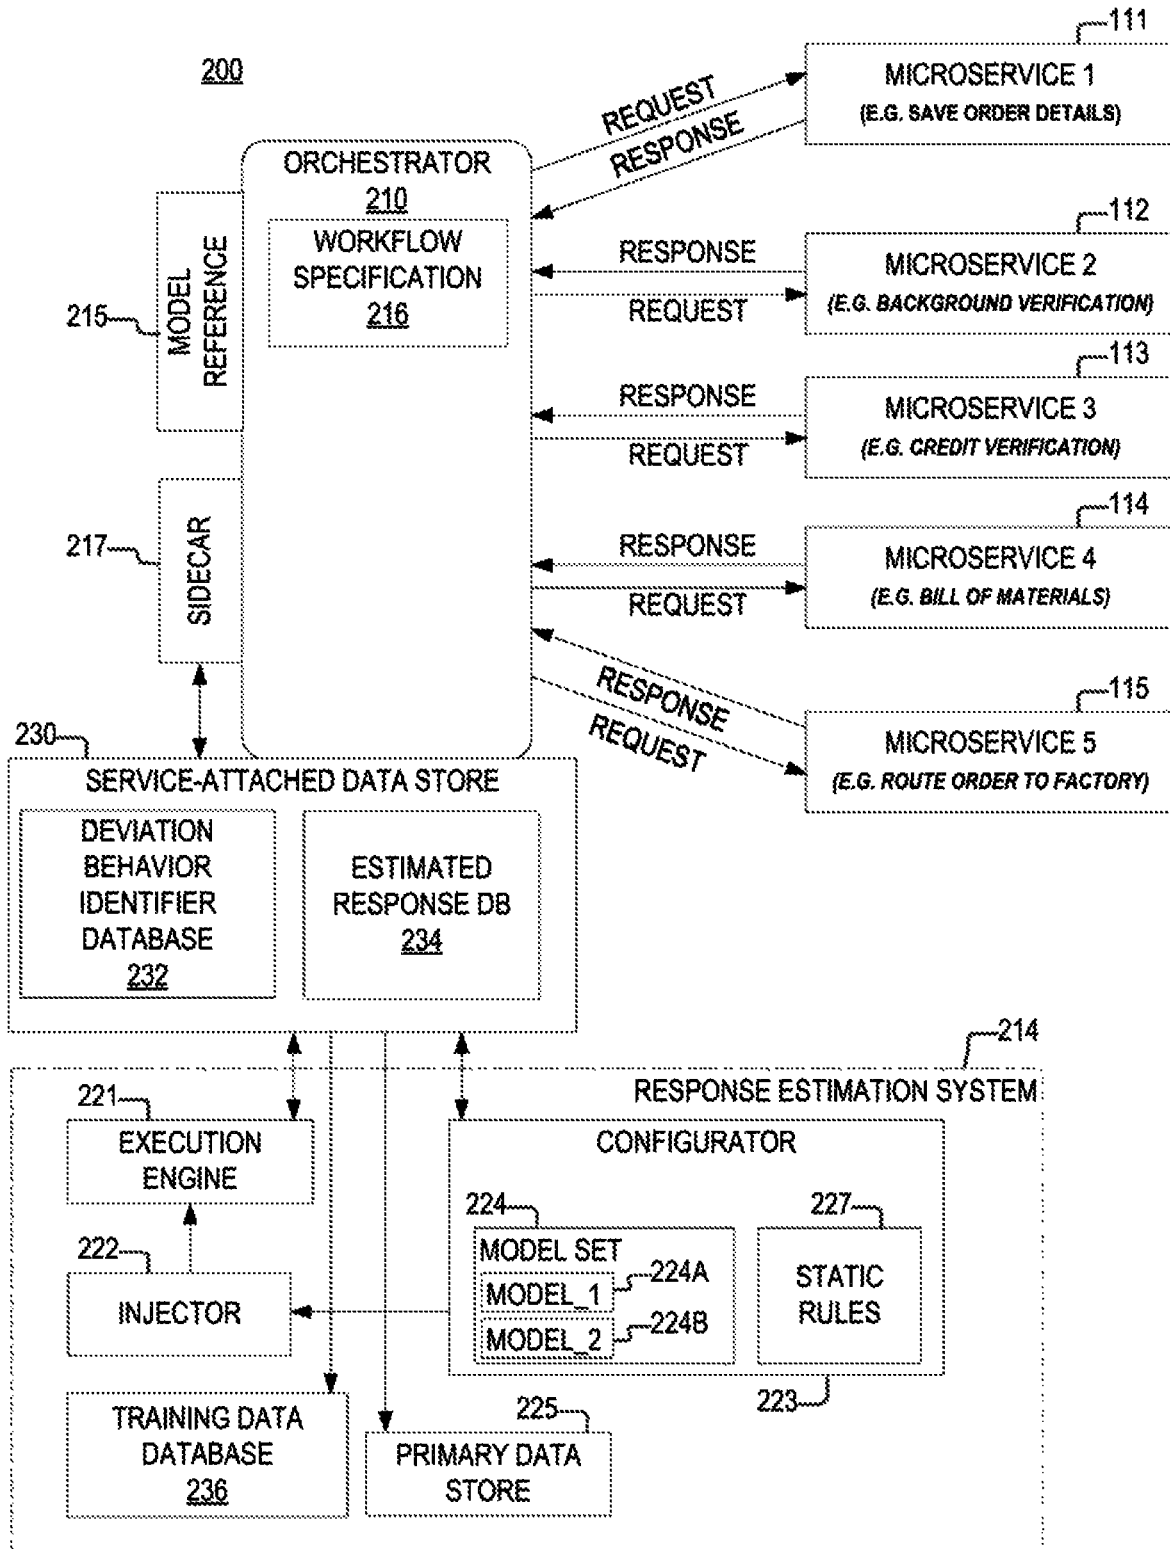 200
111
MICROSERVICE 1
(E.G. SAVE ORDER DETAILS)
REQUEST
RESPONSE
ORCHESTRATOR
210
WORKFLOW
SPECIFICATION
216
MODEL
REFERENCE
215
112
MICROSERVICE 2
(E.G. BACKGROUND VERIFICATION)
RESPONSE
REQUEST
113
MICROSERVICE 3
(E.G. CREDIT VERIFICATION)
RESPONSE
REQUEST
217
SIDECAR
114
MICROSERVICE 4
(E.G. BILL OF MATERIALS)
RESPONSE
REQUEST
115
MICROSERVICE 5
(E.G. ROUTE ORDER TO FACTORY)
RESPONSE
REQUEST
230
SERVICE-ATTACHED DATA STORE
DEVIATION
BEHAVIOR
IDENTIFIER
DATABASE
232
ESTIMATED
RESPONSE DB
234
214
RESPONSE ESTIMATION SYSTEM
221
EXECUTION
ENGINE
CONFIGURATOR
224
MODEL SET
MODEL_1
224A
MODEL_2
224B
227
STATIC
RULES
223
222
INJECTOR
TRAINING DATA
DATABASE
236
225
PRIMARY DATA
STORE